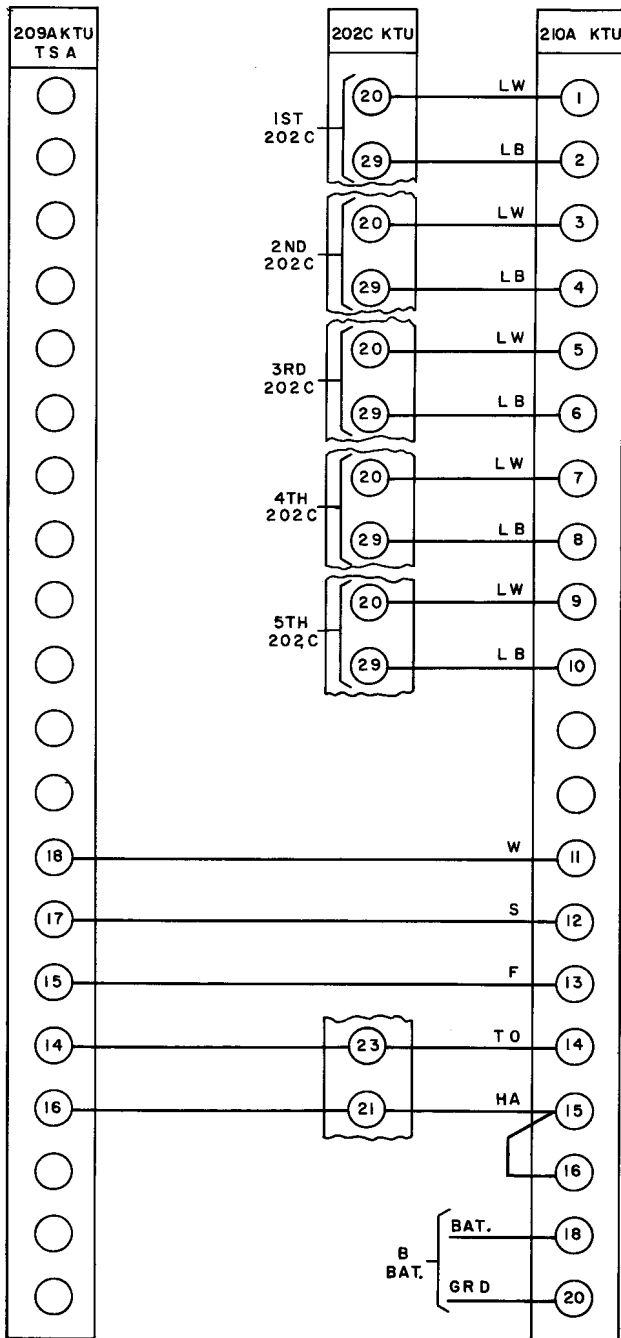 209A KTU 202C KTU 210A KTU
TSA
20 LW 1
1ST
202C
29 LB 2
20 LW 3
2ND
202C
29 LB 4
20 LW 5
3RD
202C
29 LB 6
20 LW 7
4TH
202C
29 LB 8
20 LW 9
5TH
202C
29 LB 10
18 W 11
17 S 12
15 F 13
14 23 TO 14
16 21 HA 15
16
BAT. 18
B
BAT.
GRD 20